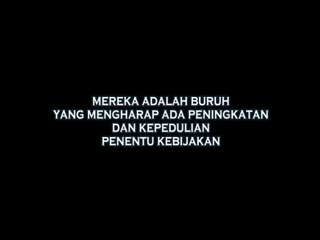 MEREKA ADALAH BURUH
YANG MENGHARAP ADA PENINGKATAN
DAN KEPEDULIAN
PENENTU KEBIJAKAN